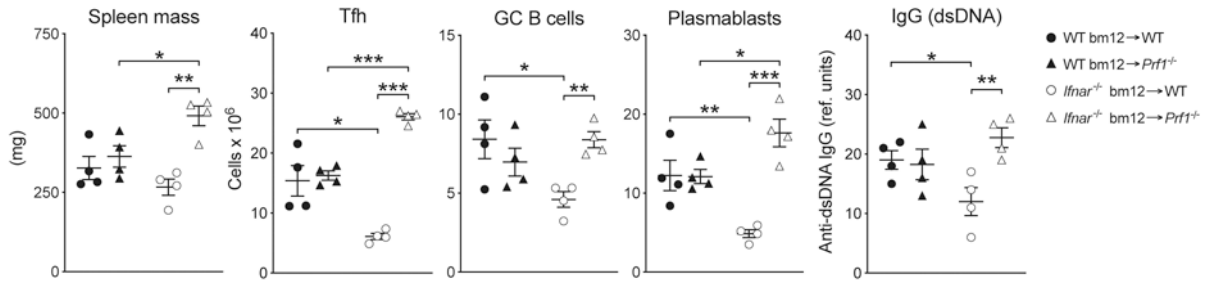 Spleen mass
(mg)
750
500
250
0
*
**
Tfh
Cells x 10⁶
40
30
20
10
0
***
***
*
GC B cells
15
10
5
0
*
**
Plasmablasts
30
20
10
0
*
***
**
IgG (dsDNA)
Anti-dsDNA IgG (ref. units)
40
30
20
10
0
*
**
WT bm12→WT
WT bm12→Prf1⁻/⁻
Ifnar⁻/⁻ bm12→WT
Ifnar⁻/⁻ bm12→Prf1⁻/⁻